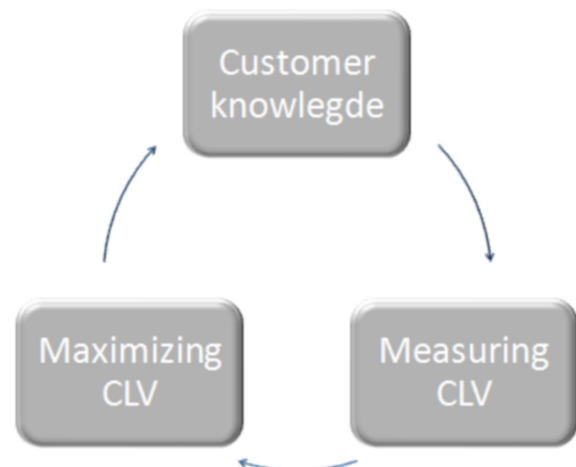 Customer
knowlegde
Maximizing
CLV
Measuring
CLV